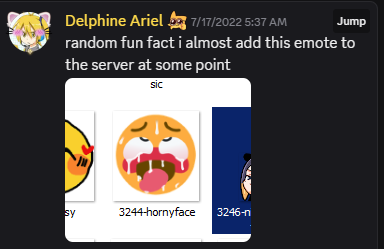 Delphine Ariel 7/17/2022 5:37 AM Jump
random fun fact i almost add this emote to
the server at some point
sic
sy 3244-hornyface 3246-n